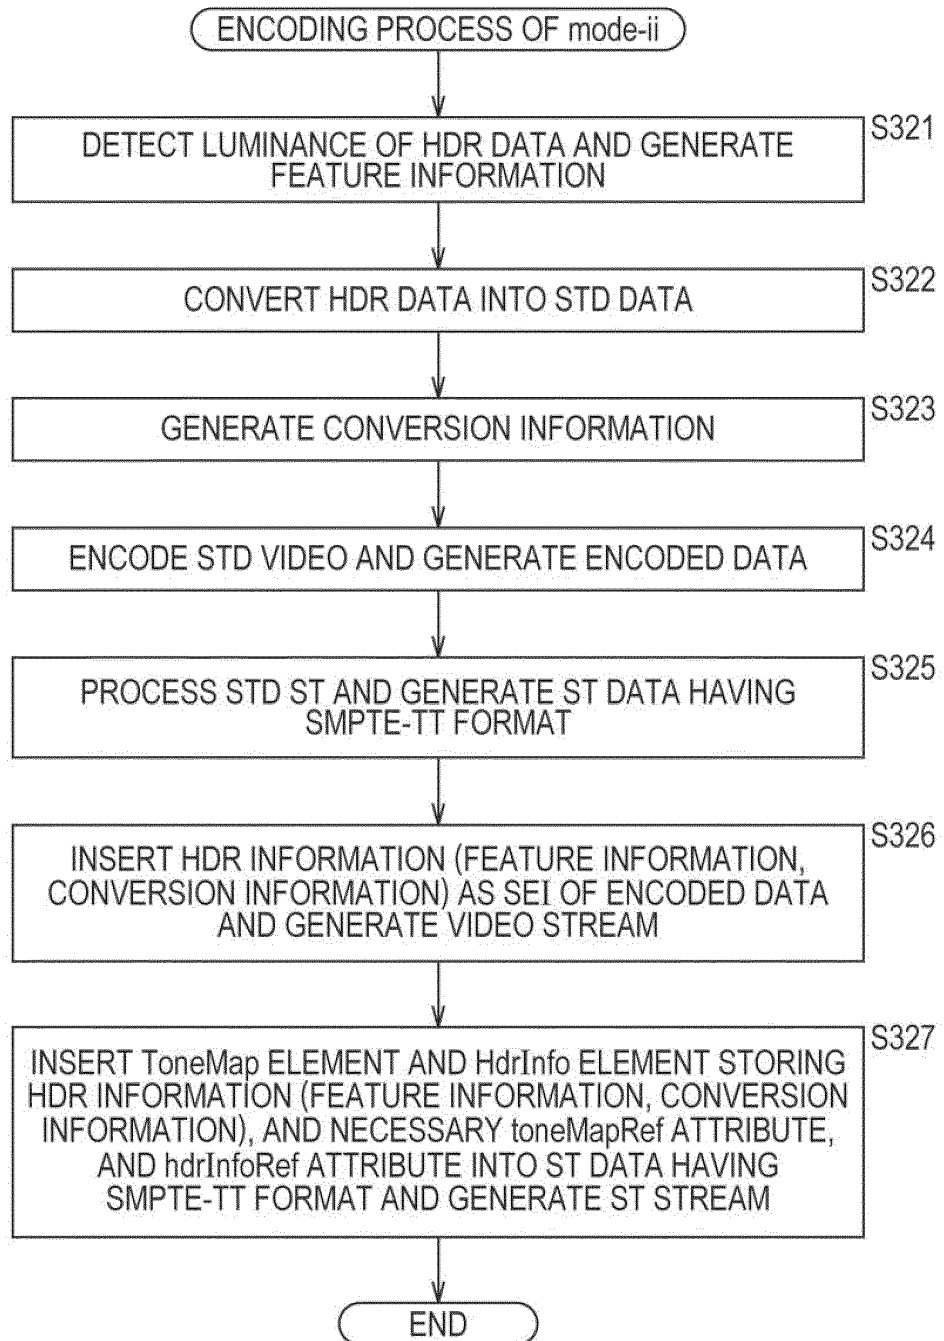 ENCODING PROCESS OF mode-ii
S321
DETECT LUMINANCE OF HDR DATA AND GENERATE
FEATURE INFORMATION
S322
CONVERT HDR DATA INTO STD DATA
S323
GENERATE CONVERSION INFORMATION
S324
ENCODE STD VIDEO AND GENERATE ENCODED DATA
S325
PROCESS STD ST AND GENERATE ST DATA HAVING
SMPTE-TT FORMAT
S326
INSERT HDR INFORMATION (FEATURE INFORMATION,
CONVERSION INFORMATION) AS SEI OF ENCODED DATA
AND GENERATE VIDEO STREAM
S327
INSERT ToneMap ELEMENT AND HdrInfo ELEMENT STORING
HDR INFORMATION (FEATURE INFORMATION, CONVERSION
INFORMATION), AND NECESSARY toneMapRef ATTRIBUTE,
AND hdrInfoRef ATTRIBUTE INTO ST DATA HAVING
SMPTE-TT FORMAT AND GENERATE ST STREAM
END